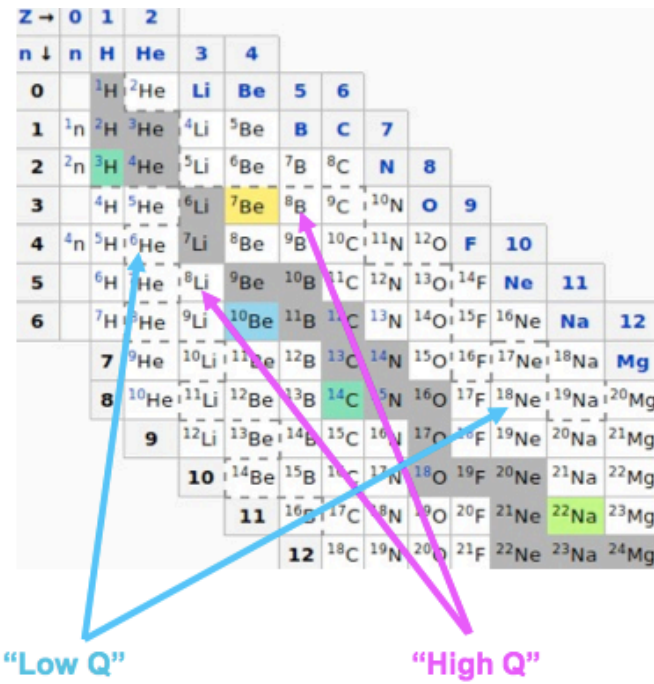 Z → 0 1 2
n ↓ n H He 3 4
0 ¹H ²He Li Be 5 6
1 ¹n ²H ³He ⁴Li ⁵Be B C 7
2 ²n ³H ⁴He ⁵Li ⁶Be ⁷B ⁸C N 8
3 ⁴H ⁵He ⁶Li ⁷Be ⁸B ⁹C ¹⁰N O 9
4 ⁴n ⁵H ⁶He ⁷Li ⁸Be ⁹B ¹⁰C ¹¹N ¹²O F 10
5 ⁶H ⁷He ⁸Li ⁹Be ¹⁰B ¹¹C ¹²N ¹³O ¹⁴F Ne 11
6 ⁷H ⁸He ⁹Li ¹⁰Be ¹¹B ¹²C ¹³N ¹⁴O ¹⁵F ¹⁶Ne Na 12
7 ⁹He ¹⁰Li ¹¹Be ¹²B ¹³C ¹⁴N ¹⁵O ¹⁶F ¹⁷Ne ¹⁸Na Mg
8 ¹⁰He ¹¹Li ¹²Be ¹³B ¹⁴C ¹⁵N ¹⁶O ¹⁷F ¹⁸Ne ¹⁹Na ²⁰Mg
9 ¹²Li ¹³Be ¹⁴B ¹⁵C ¹⁶N ¹⁷O ¹⁸F ¹⁹Ne ²⁰Na ²¹Mg
10 ¹⁴Be ¹⁵B ¹⁶C ¹⁷N ¹⁸O ¹⁹F ²⁰Ne ²¹Na ²²Mg
11 ¹⁶B ¹⁷C ¹⁸N ¹⁹O ²⁰F ²¹Ne ²²Na ²³Mg
12 ¹⁸C ¹⁹N ²⁰O ²¹F ²²Ne ²³Na ²⁴Mg
“Low Q” “High Q”